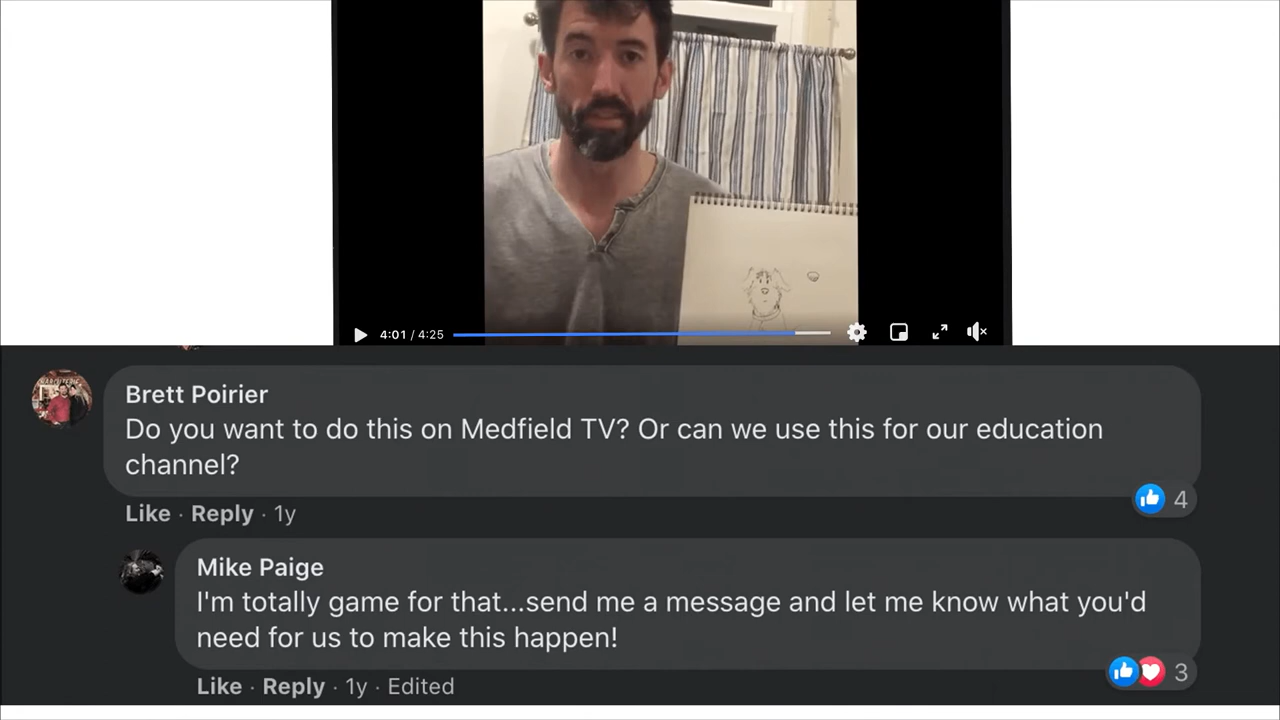 4:01 / 4:25
Brett Poirier
Do you want to do this on Medfield TV? Or can we use this for our education
channel?
Like · Reply · 1y
4
Mike Paige
I'm totally game for that...send me a message and let me know what you'd
need for us to make this happen!
Like · Reply · 1y · Edited
3